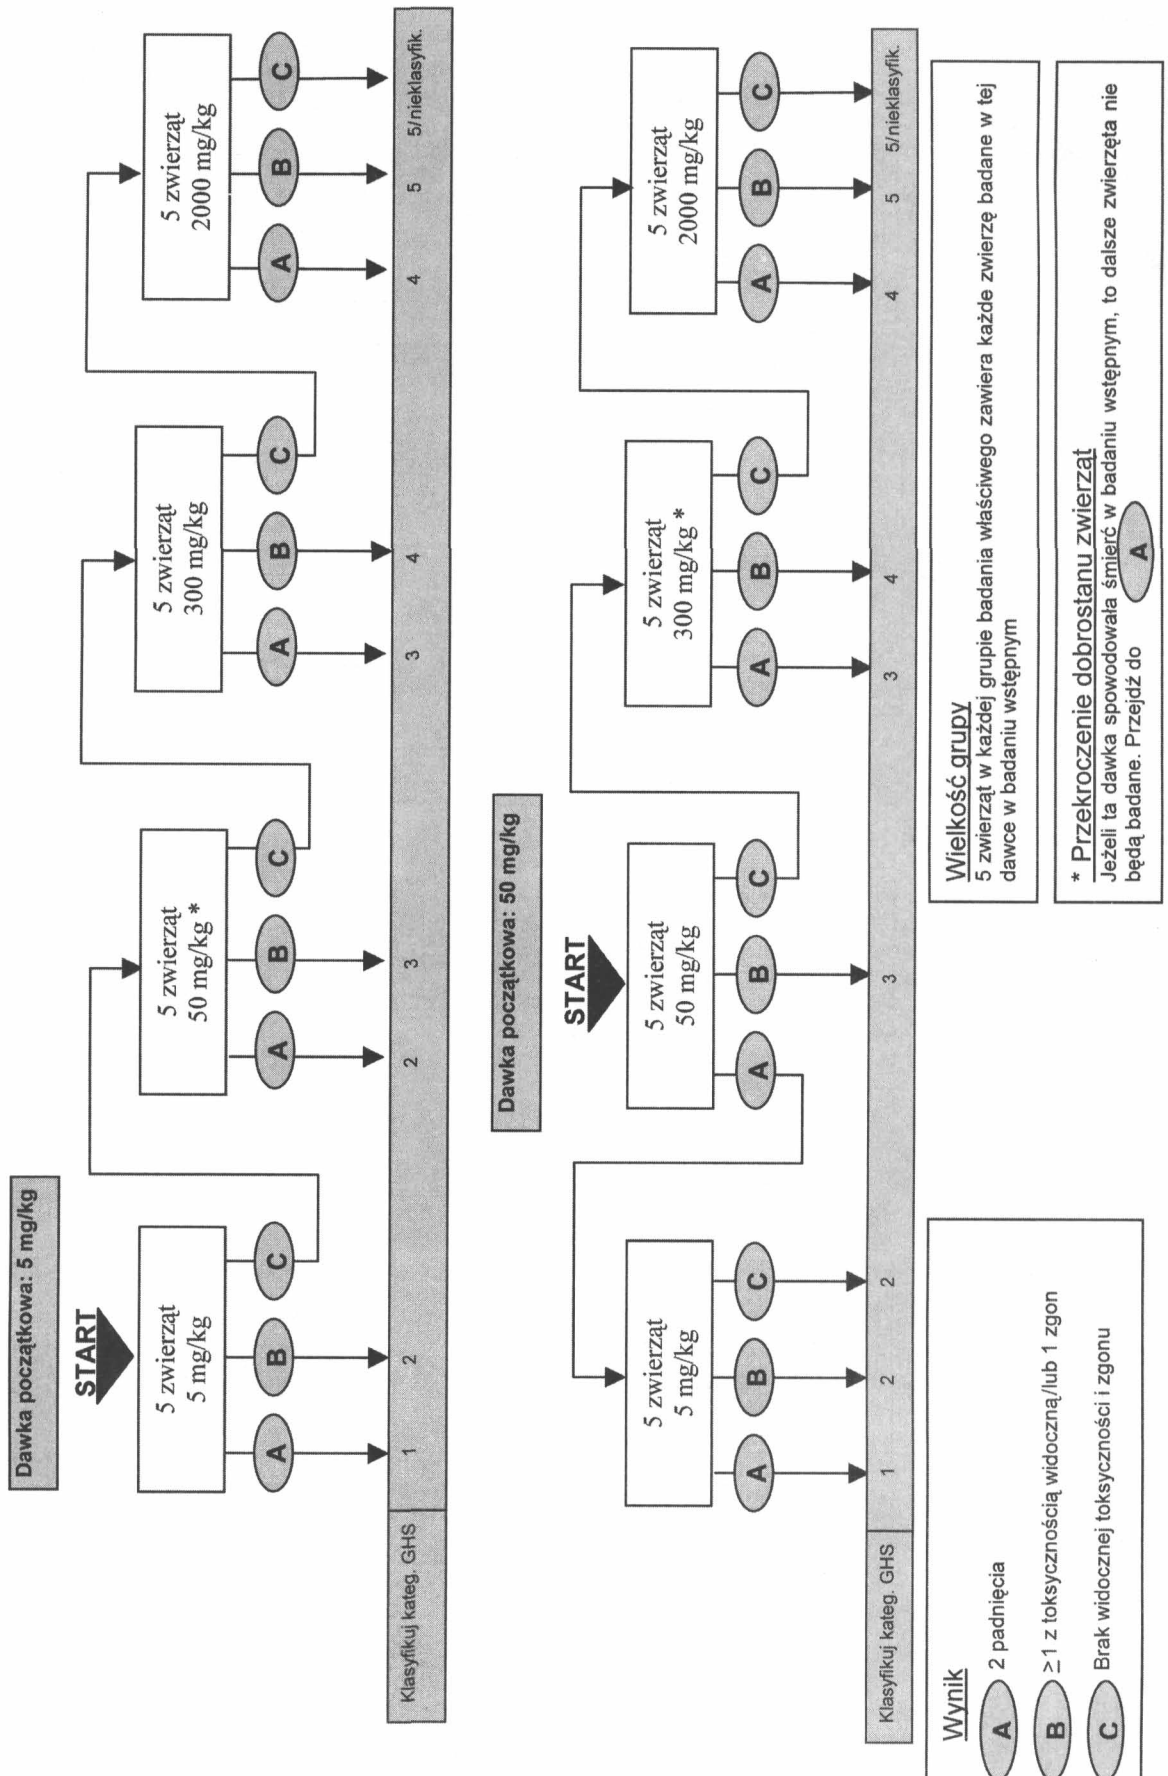 Dawka początkowa: 5 mg/kg
START
5 zwierząt
5 mg/kg
A
B
C
5 zwierząt
50 mg/kg *
A
B
C
5 zwierząt
300 mg/kg
A
B
C
5 zwierząt
2000 mg/kg
A
B
C
Klasyfikuj kateg. GHS
1
2
2
3
3
4
4
5
5/nieklasyfik.
Dawka początkowa: 50 mg/kg
START
5 zwierząt
5 mg/kg
A
B
C
5 zwierząt
50 mg/kg
A
B
C
5 zwierząt
300 mg/kg *
A
B
C
5 zwierząt
2000 mg/kg
A
B
C
Klasyfikuj kateg. GHS
1
2
2
3
3
4
4
5
5/nieklasyfik.
Wynik
A 2 padnięcia
B ≥1 z toksycznością widoczną/lub 1 zgon
C Brak widocznej toksyczności i zgonu
Wielkość grupy
5 zwierząt w każdej grupie badania właściwego zawiera każde zwierzę badane w tej
dawce w badaniu wstępnym
* Przekroczenie dobrostanu zwierząt
Jeżeli ta dawka spowodowała śmierć w badaniu wstępnym, to dalsze zwierzęta nie
będą badane. Przejdź do A